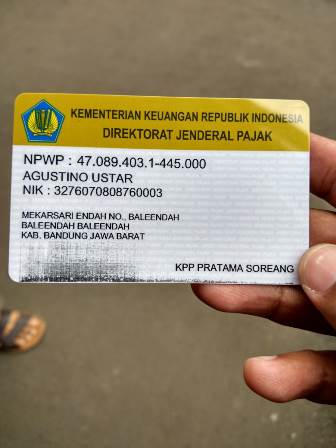 KEMENTERIAN KEUANGAN REPUBLIK INDONESIA
DIREKTORAT JENDERAL PAJAK
NPWP : 47.089.403.1-445.000
AGUSTINO USTAR
NIK : 3276070808760003
MEKARSARI ENDAH NO., BALEENDAH
BALEENDAH BALEENDAH
KAB. BANDUNG JAWA BARAT
KPP PRATAMA SOREANG